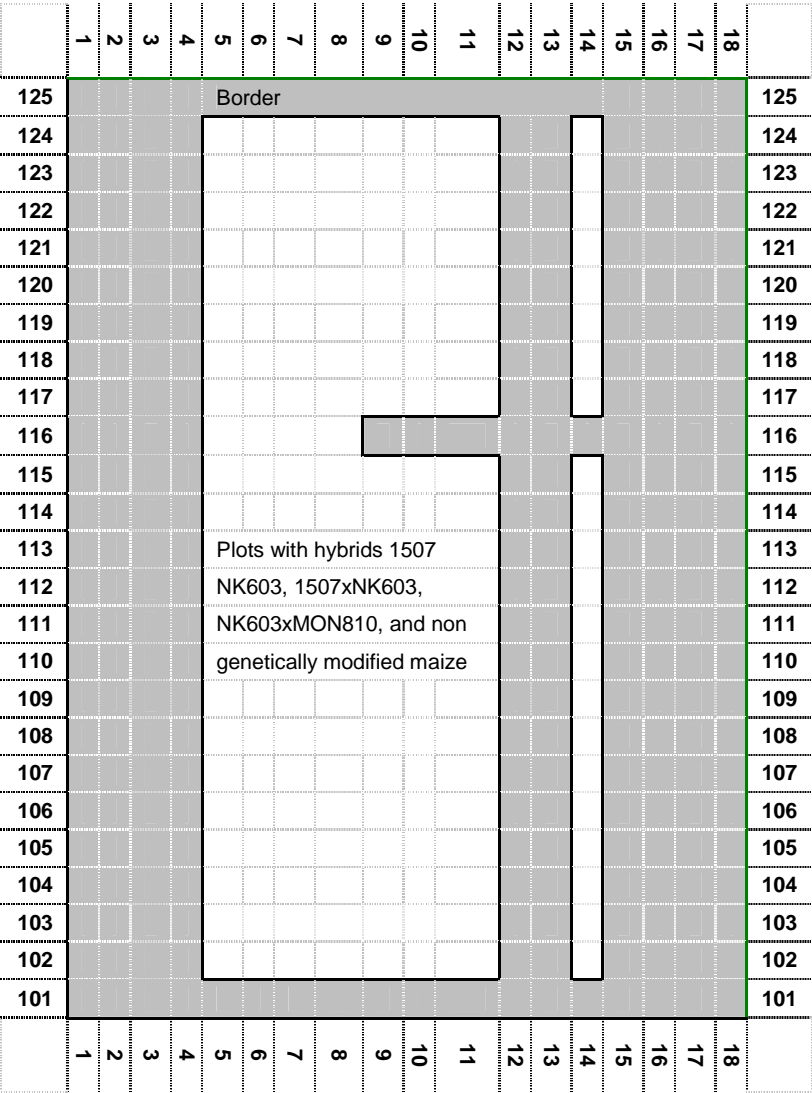 1 2 3 4 5 6 7 8 9 10 11 12 13 14 15 16 17 18
125 Border 125
124 124
123 123
122 122
121 121
120 120
119 119
118 118
117 117
116 116
115 115
114 114
113 Plots with hybrids 1507 113
112 NK603, 1507xNK603, 112
111 NK603xMON810, and non 111
110 genetically modified maize 110
109 109
108 108
107 107
106 106
105 105
104 104
103 103
102 102
101 101
1 2 3 4 5 6 7 8 9 10 11 12 13 14 15 16 17 18